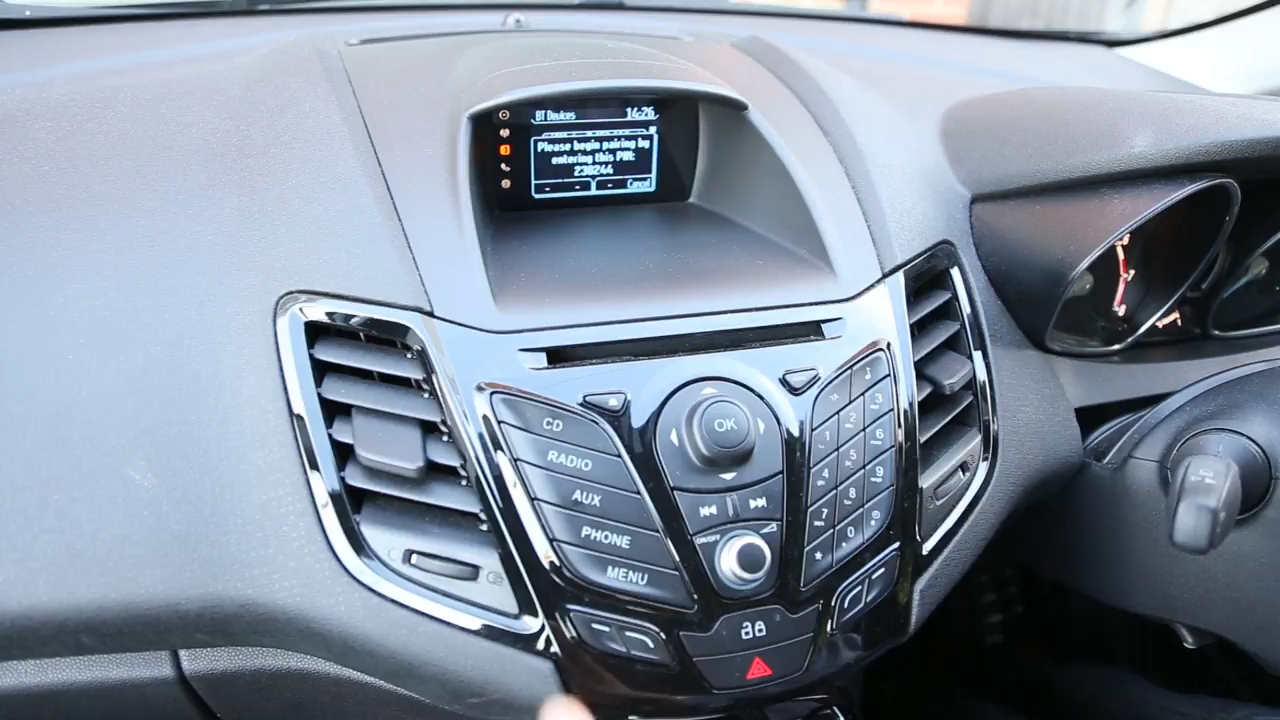 BT Devices 14:26
Please begin pairing by
entering this PIN:
230244
Cancel
CD
RADIO
AUX
PHONE
MENU
OK
ON/OFF
1 2 3
4 5 6
7 8 9
* 0